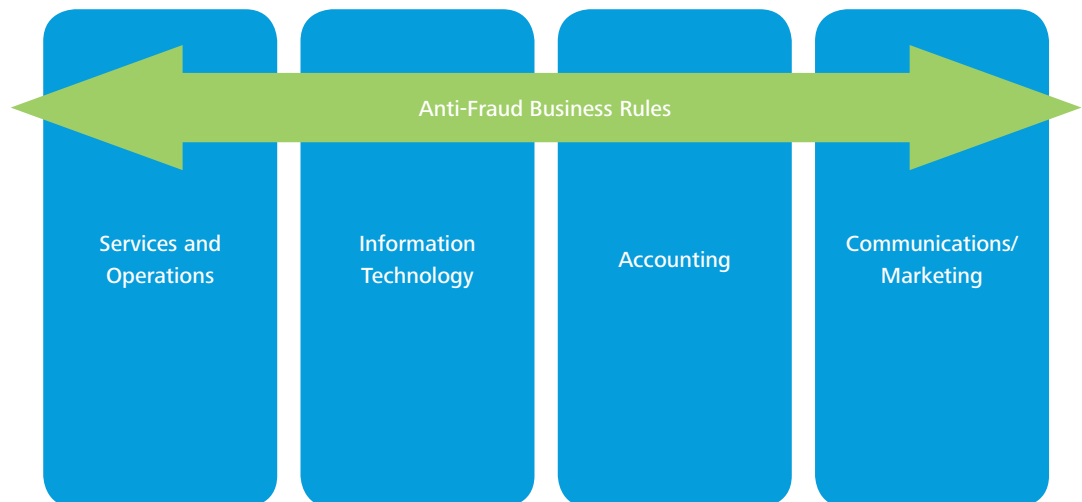 Anti-Fraud Business Rules
Services and
Operations
Information
Technology
Accounting
Communications/
Marketing